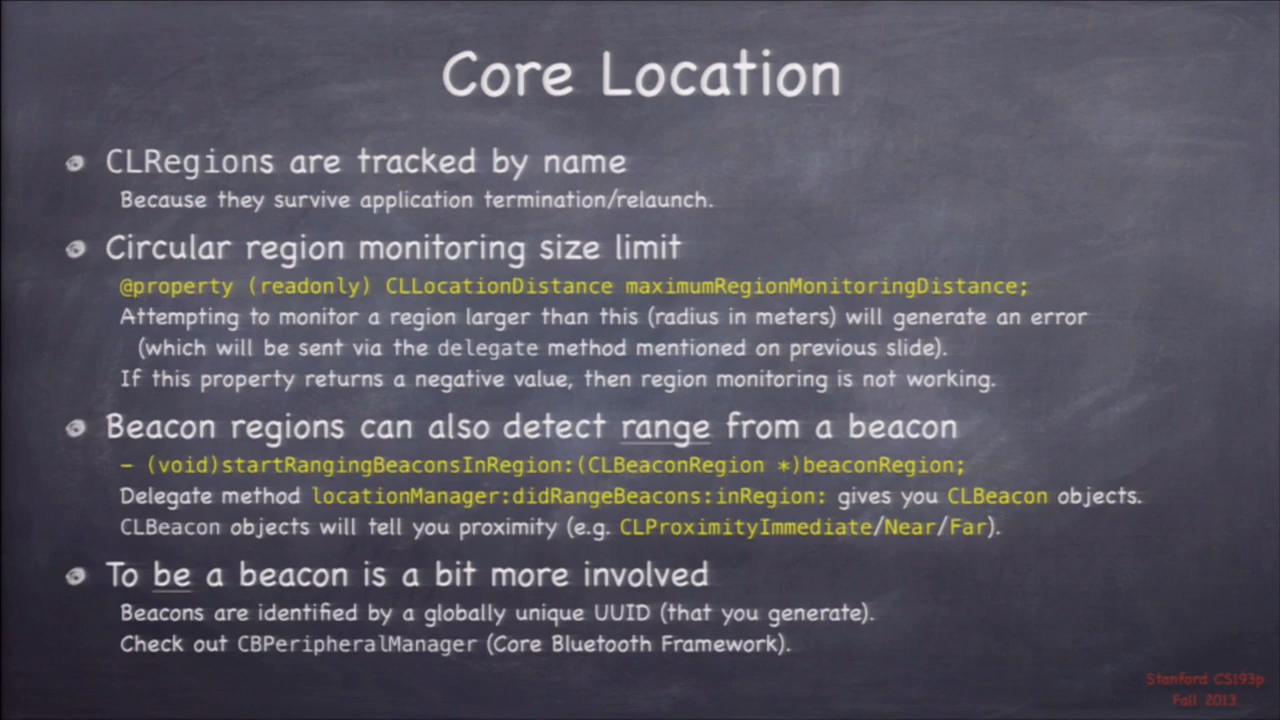 Core Location
CLRegions are tracked by name
Because they survive application termination/relaunch.
Circular region monitoring size limit
@property (readonly) CLLocationDistance maximumRegionMonitoringDistance;
Attempting to monitor a region larger than this (radius in meters) will generate an error
(which will be sent via the delegate method mentioned on previous slide).
If this property returns a negative value, then region monitoring is not working.
Beacon regions can also detect range from a beacon
- (void)startRangingBeaconsInRegion:(CLBeaconRegion *)beaconRegion;
Delegate method locationManager:didRangeBeacons:inRegion: gives you CLBeacon objects.
CLBeacon objects will tell you proximity (e.g. CLProximityImmediate/Near/Far).
To be a beacon is a bit more involved
Beacons are identified by a globally unique UUID (that you generate).
Check out CBPeripheralManager (Core Bluetooth Framework).
Stanford CS193p
Fall 2013